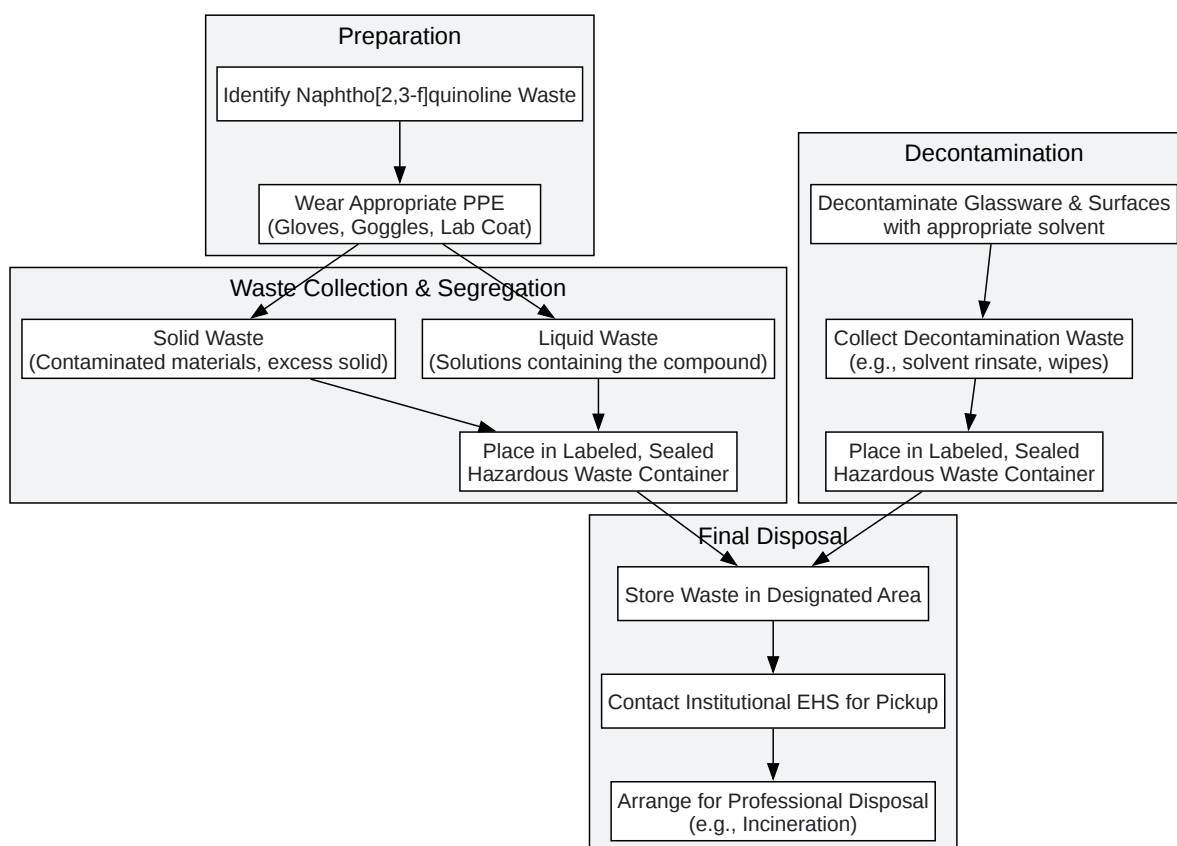 Preparation
Identify Naphtho[2,3-f]quinoline Waste
Wear Appropriate PPE
(Gloves, Goggles, Lab Coat)
Waste Collection & Segregation
Solid Waste
(Contaminated materials, excess solid)
Liquid Waste
(Solutions containing the compound)
Place in Labeled, Sealed
Hazardous Waste Container
Decontamination
Decontaminate Glassware & Surfaces
with appropriate solvent
Collect Decontamination Waste
(e.g., solvent rinsate, wipes)
Place in Labeled, Sealed
Hazardous Waste Container
Final Disposal
Store Waste in Designated Area
Contact Institutional EHS for Pickup
Arrange for Professional Disposal
(e.g., Incineration)